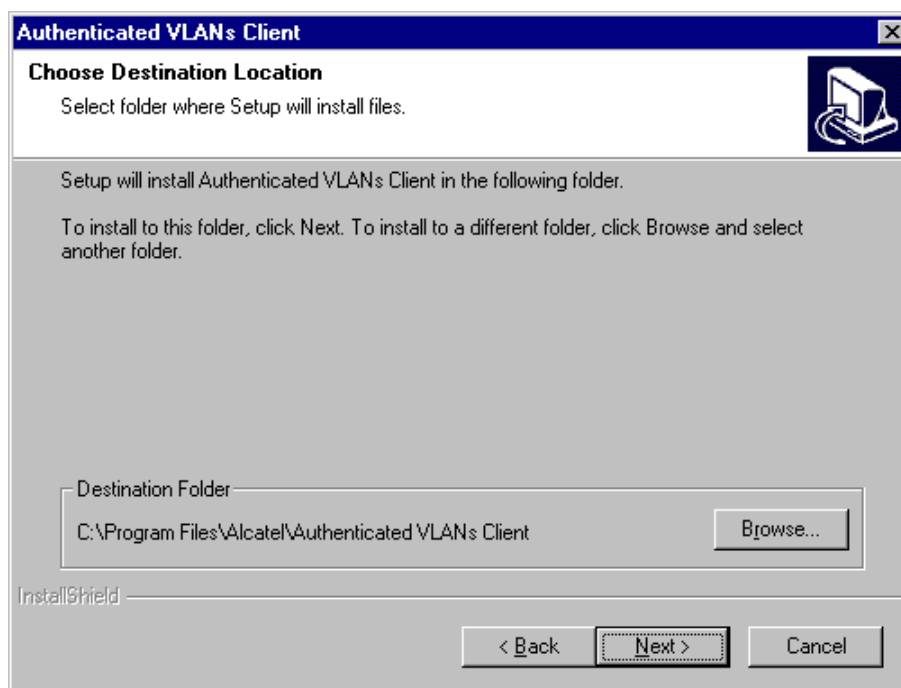 Authenticated VLANs Client
Choose Destination Location
Select folder where Setup will install files.
Setup will install Authenticated VLANs Client in the following folder.
To install to this folder, click Next. To install to a different folder, click Browse and select
another folder.
Destination Folder
C:\Program Files\Alcatel\Authenticated VLANs Client
Browse...
InstallShield
< Back
Next >
Cancel